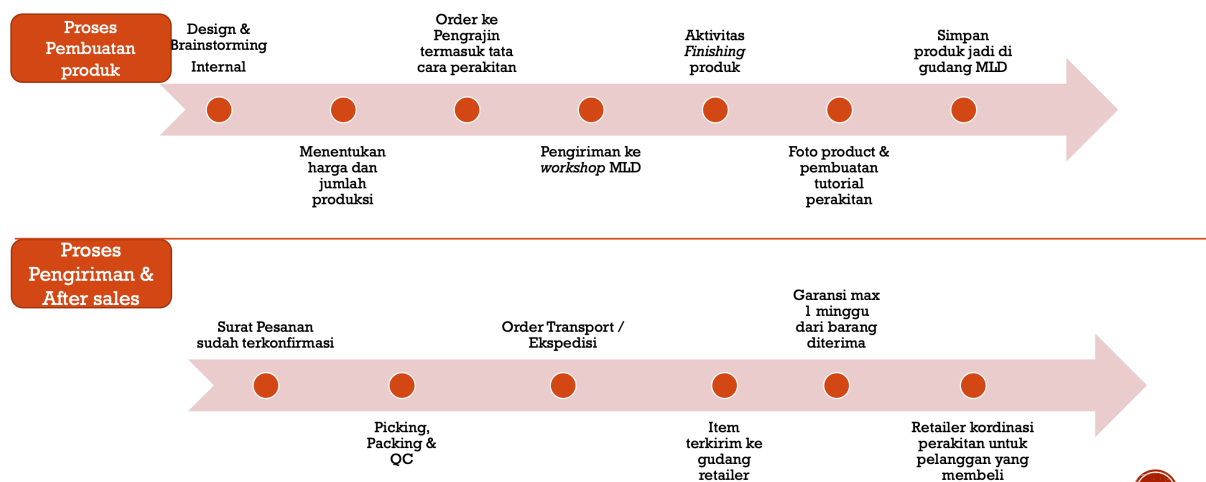 Proses
Pembuatan
produk
Design &
Brainstorming
Internal
Menentukan
harga dan
jumlah
produksi
Order ke
Pengrajin
termasuk tata
cara perakitan
Pengiriman ke
workshop MLD
Aktivitas
Finishing
produk
Foto product &
pembuatan
tutorial
perakitan
Simpan
produk jadi di
gudang MLD
Proses
Pengiriman &
After sales
Surat Pesanan
sudah terkonfirmasi
Picking,
Packing &
QC
Order Transport /
Ekspedisi
Item
terkirim ke
gudang
retailer
Garansi max
1 minggu
dari barang
diterima
Retailer kordinasi
perakitan untuk
pelanggan yang
membeli